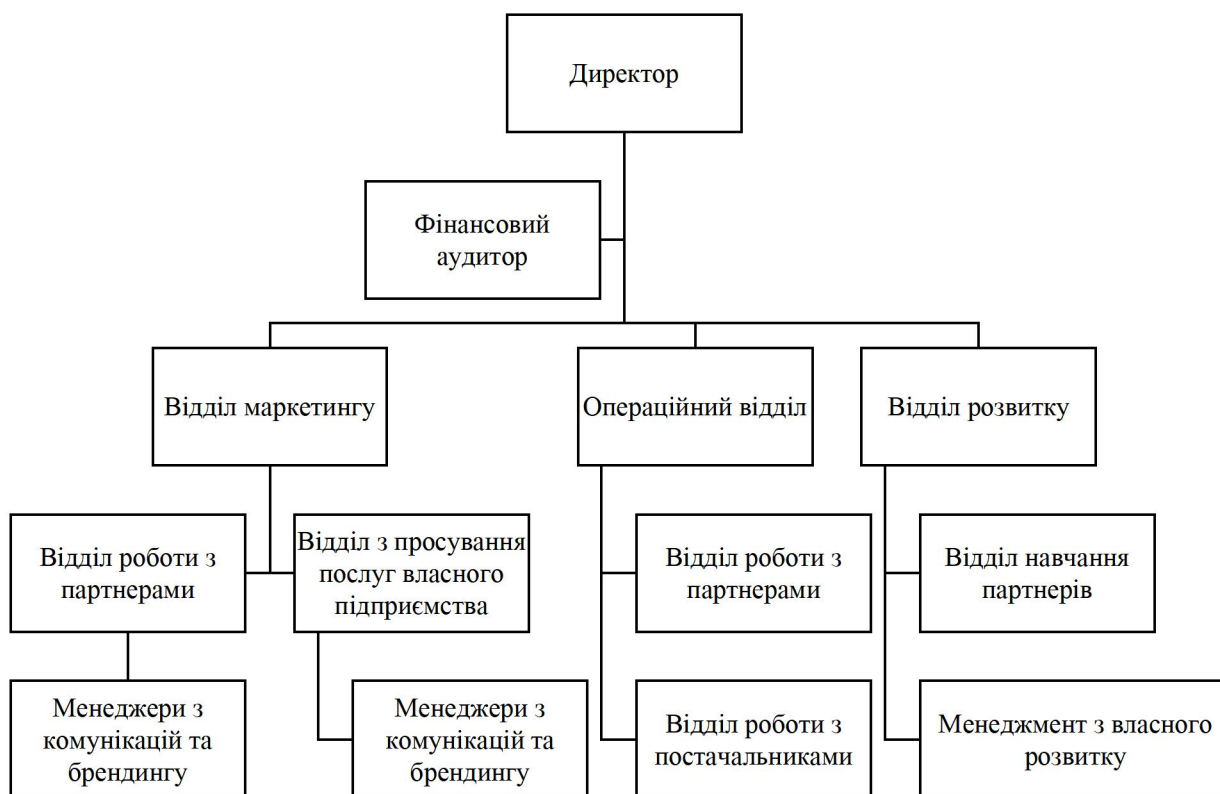 Директор
Фінансовий
аудитор
Відділ маркетингу
Операційний відділ
Відділ розвитку
Відділ роботи з
партнерами
Відділ з просування
послуг власного
підприємства
Відділ роботи з
партнерами
Відділ навчання
партнерів
Менеджери з
комунікацій та
брендингу
Менеджери з
комунікацій та
брендингу
Відділ роботи з
постачальниками
Менеджмент з власного
розвитку